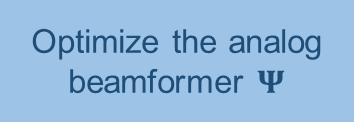 Optimize the analog
beamformer Ψ